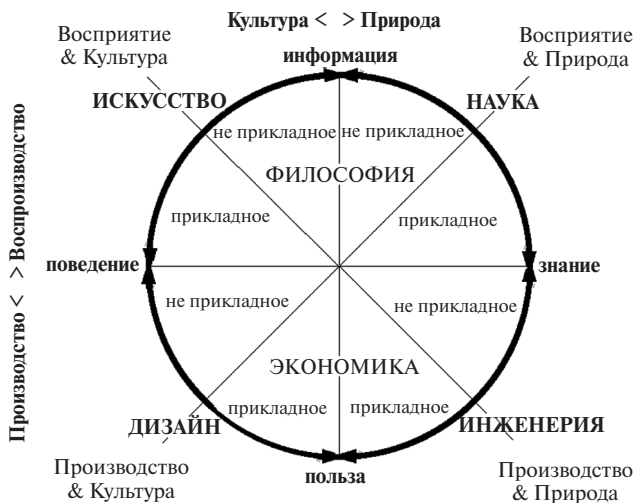 Культура < > Природа
Восприятие
& Культура
информация
Восприятие
& Природа
ИСКУССТВО
НАУКА
не прикладное
не прикладное
ФИЛОСОФИЯ
прикладное
прикладное
Производство < > Воспроизводство
поведение
знание
не прикладное
не прикладное
ЭКОНОМИКА
прикладное
прикладное
ДИЗАЙН
ИНЖЕНЕРИЯ
Производство
& Культура
польза
Производство
& Природа